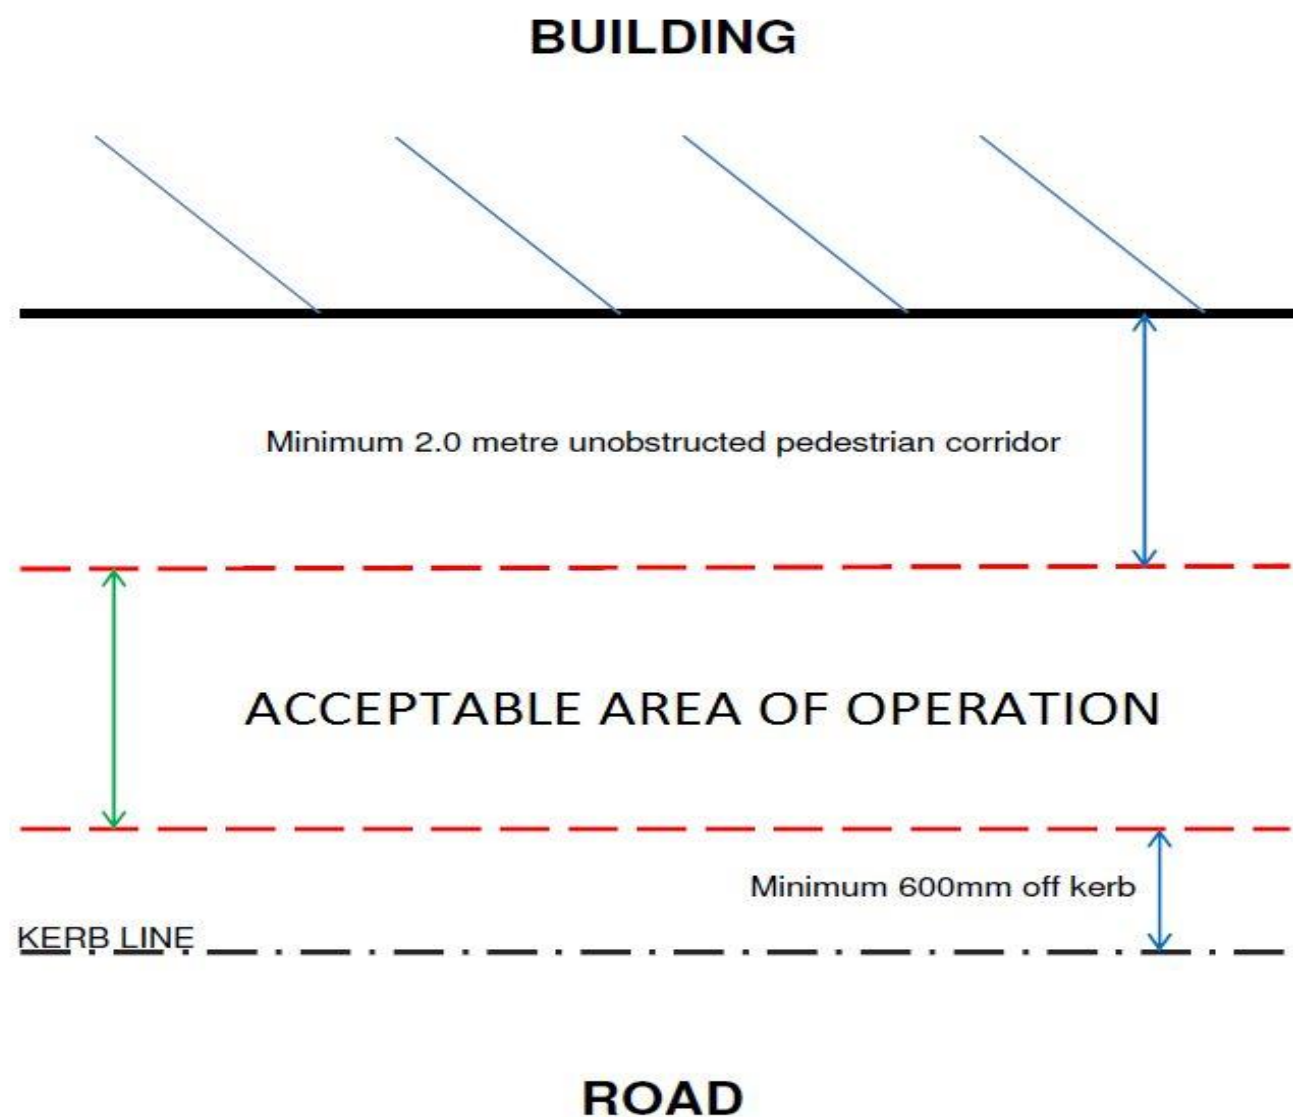 BUILDING
Minimum 2.0 metre unobstructed pedestrian corridor
ACCEPTABLE AREA OF OPERATION
Minimum 600mm off kerb
KERB LINE
ROAD